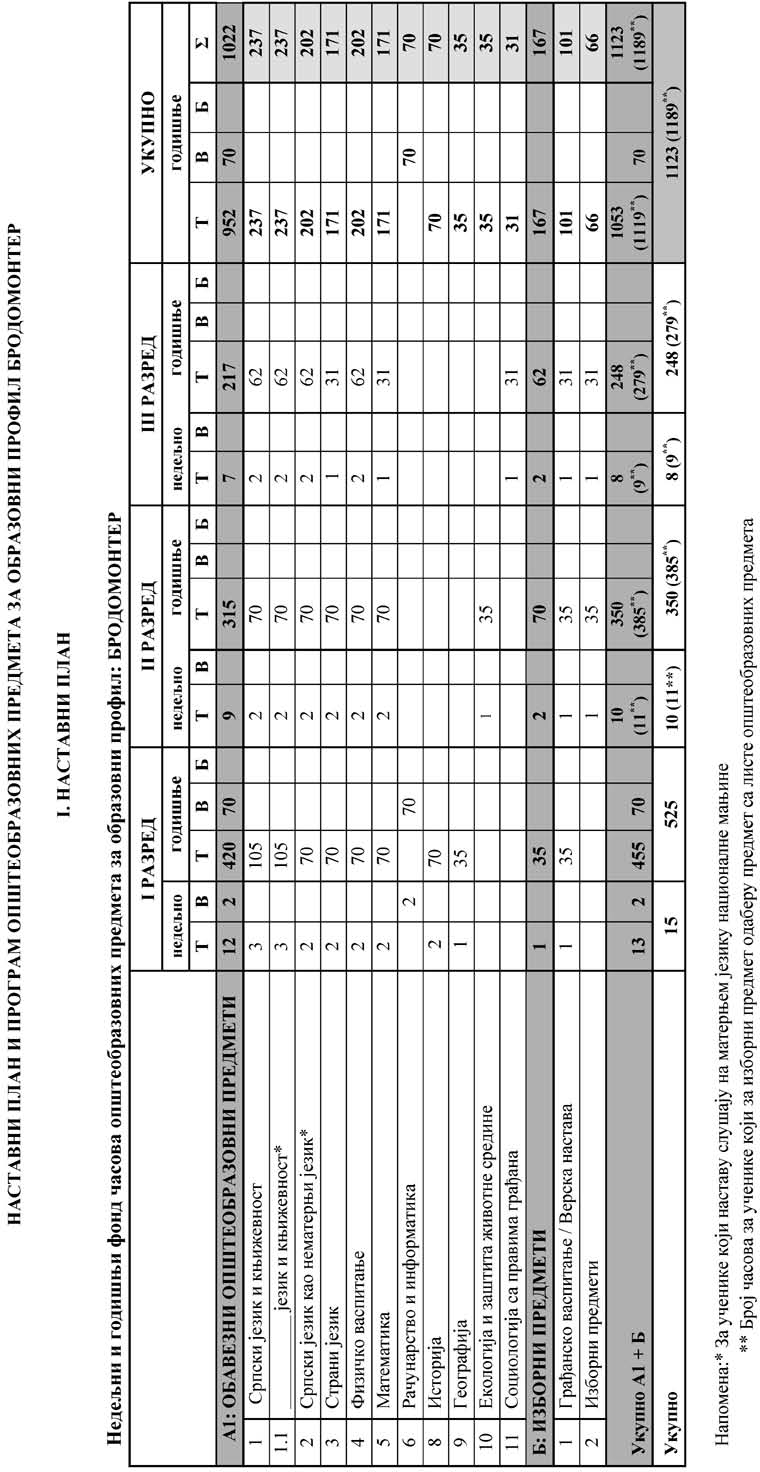 НАСТАВНИ ПЛАН И ПРОГРАМ ОПШТЕОБРАЗОВНИХ ПРЕДМЕТА ЗА ОБРАЗОВНИ ПРОФИЛ БРОДОМОНТЕР
I. НАСТАВНИ ПЛАН
Недељни и годишњи фонд часова општеобразовних предмета за образовни профил: БРОДОМОНТЕР
I РАЗРЕД II РАЗРЕД III РАЗРЕД УКУПНО
недељно годишње недељно годишње недељно годишње годишње
Т В Т В Б Т В Т В Б Т В Т В Б Т В Б Σ
А1: ОБАВЕЗНИ ОПШТЕОБРАЗОВНИ ПРЕДМЕТИ 12 2 420 70 9 315 7 217 952 70 1022
1 Српски језик и књижевност 3 105 2 70 2 62 237 237
1.1 ________језик и књижевност* 3 105 2 70 2 62 237 237
2 Српски језик као нематерњи језик* 2 70 2 70 2 62 202 202
3 Страни језик 2 70 2 70 1 31 171 171
4 Физичко васпитање 2 70 2 70 2 62 202 202
5 Математика 2 70 2 70 1 31 171 171
6 Рачунарство и информатика 2 70 70 70
8 Историја 2 70 70 70
9 Географија 1 35 35 35
10 Екологија и заштита животне средине 1 35 35 35
11 Социологија са правима грађана 1 31 31 31
Б: ИЗБОРНИ ПРЕДМЕТИ 1 35 2 70 2 62 167 167
1 Грађанско васпитање / Верска настава 1 35 1 35 1 31 101 101
2 Изборни предмети 1 35 1 31 66 66
Укупно А1 + Б 13 2 455 70 10 (11**) 350 (385**) 8 (9**) 248 (279**) 1053 (1119**) 70 1123 (1189**)
Укупно 15 525 10 (11**) 350 (385**) 8 (9**) 248 (279**) 1123 (1189**)
Напомена:* За ученике који наставу слушају на матерњем језику националне мањине
** Број часова за ученике који за изборни предмет одаберу предмет са листе општеобразовних предмета